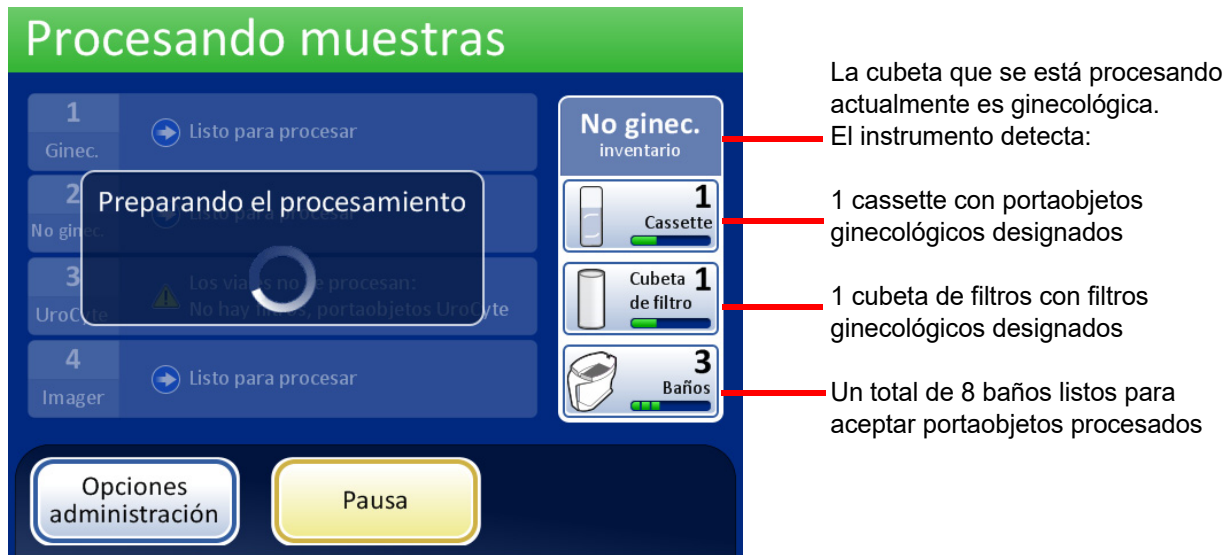 Procesando muestras
1
Ginec.
Listo para procesar
2
No ginec.
Listo para procesar
Preparando el procesamiento
3
UroCyte
Los viales no se procesan:
No hay filtros, portaobjetos UroCyte
4
Imager
Listo para procesar
No ginec.
inventario
1
Cassette
Cubeta 1
de filtro
3
Baños
Opciones
administración
Pausa
La cubeta que se está procesando
actualmente es ginecológica.
El instrumento detecta:
1 cassette con portaobjetos
ginecológicos designados
1 cubeta de filtros con filtros
ginecológicos designados
Un total de 8 baños listos para
aceptar portaobjetos procesados